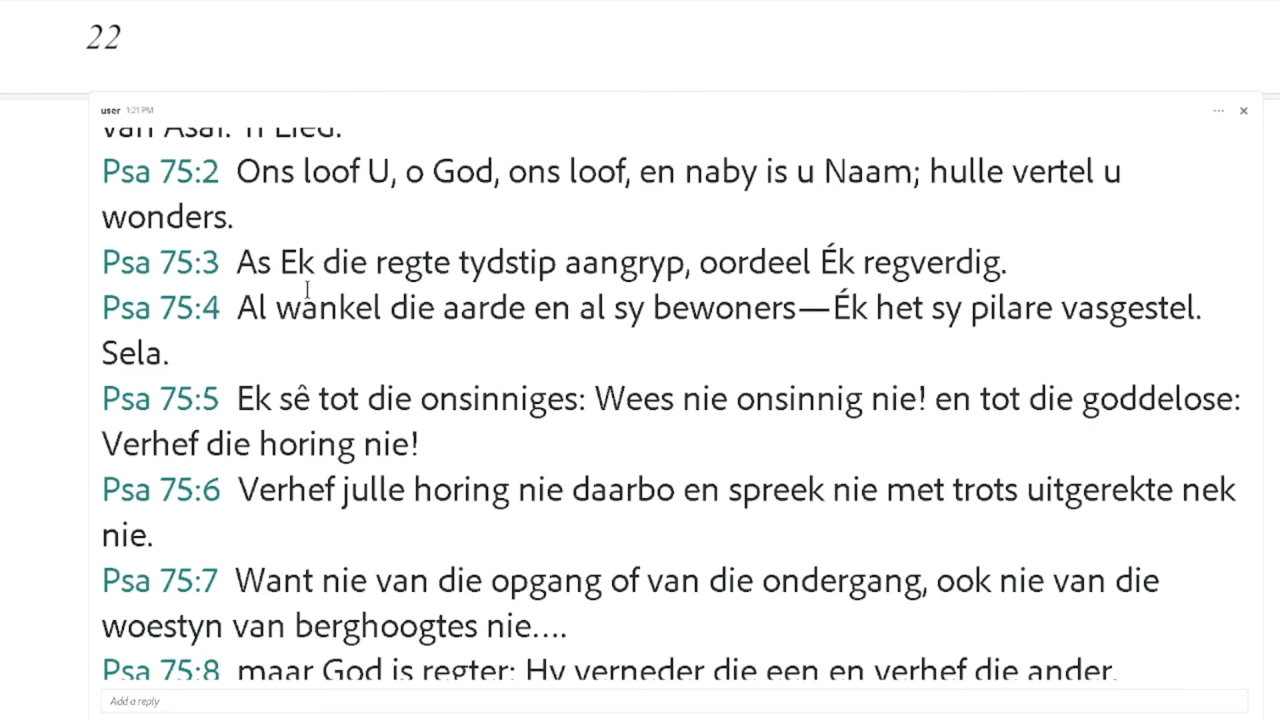 22
user 1:21 PM
van Asaf. 'n Lied.
Psa 75:2 Ons loof U, o God, ons loof, en naby is u Naam; hulle vertel u
wonders.
Psa 75:3 As Ek die regte tydstip aangryp, oordeel Ék regverdig.
Psa 75:4 Al wankel die aarde en al sy bewoners—Ék het sy pilare vasgestel.
Sela.
Psa 75:5 Ek sê tot die onsinniges: Wees nie onsinnig nie! en tot die goddelose:
Verhef die horing nie!
Psa 75:6 Verhef julle horing nie daarbo en spreek nie met trots uitgerekte nek
nie.
Psa 75:7 Want nie van die opgang of van die ondergang, ook nie van die
woestyn van berghoogtes nie....
Psa 75:8 maar God is regter: Hy verneder die een en verhef die ander.
Add a reply